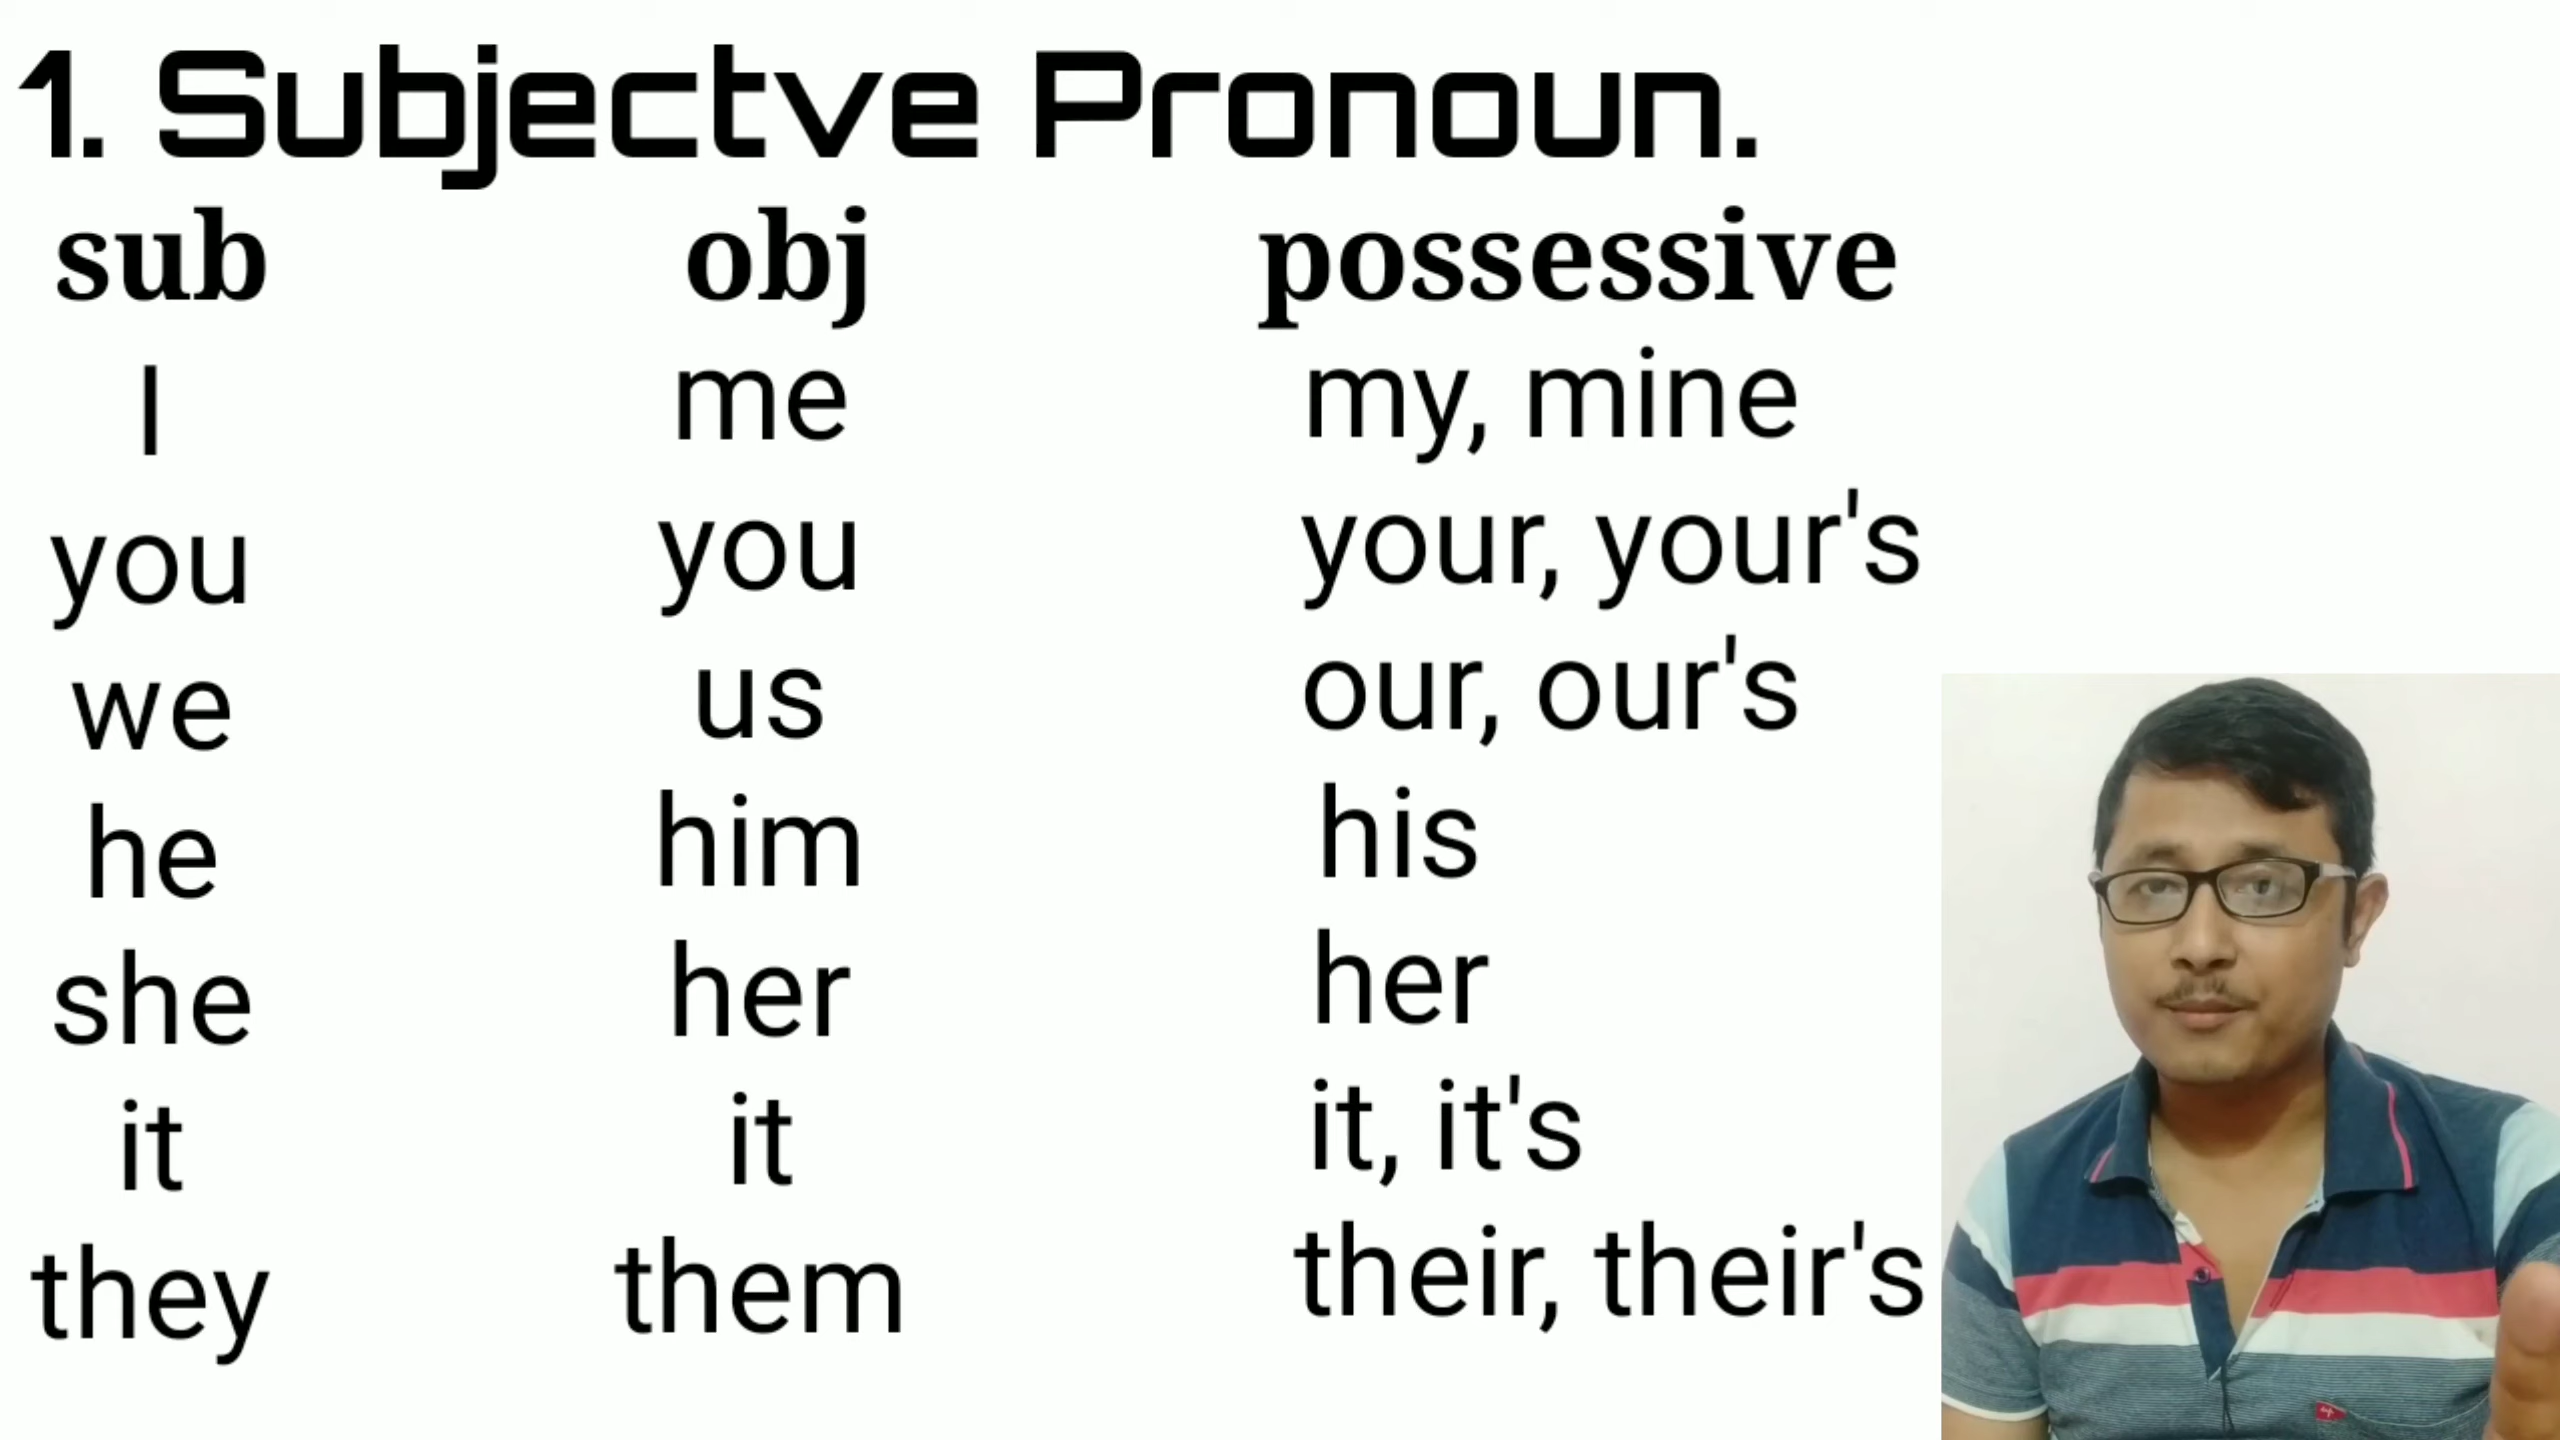 1. Subjectve Pronoun.
sub obj possessive
I me my, mine
you you your, your's
we us our, our's
he him his
she her her
it it it, it's
they them their, their's